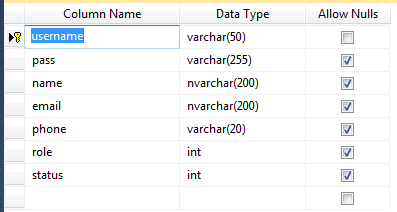 Column Name Data Type Allow Nulls
username varchar(50)
pass varchar(255)
name nvarchar(200)
email nvarchar(200)
phone varchar(20)
role int
status int